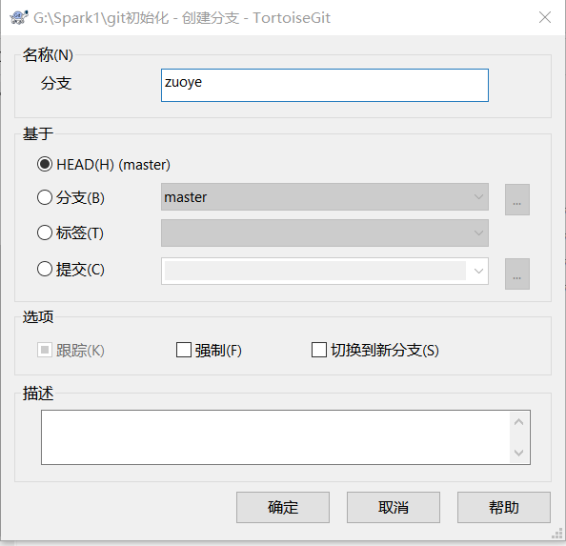 G:\Spark1\git初始化 - 创建分支 - TortoiseGit
名称(N)
分支 zuoye
基于
HEAD(H) (master)
分支(B) master ...
标签(T)
提交(C) ...
选项
跟踪(K) 强制(F) 切换到新分支(S)
描述
确定 取消 帮助